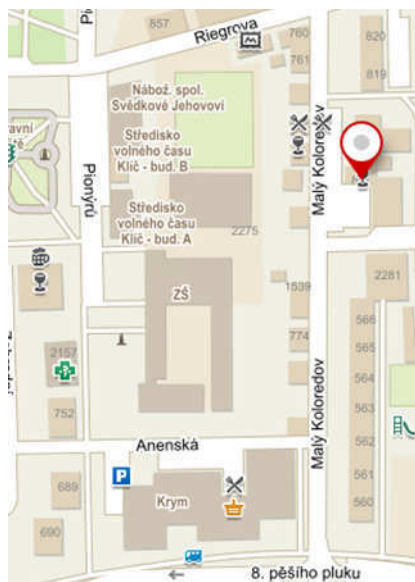 857
Riegrova
760
820
761
819
Nábož. spol.
Svědkové Jehovovi
Středisko
volného času
Klíč - bud. B
Malý Koloredov
Pionýrů
Středisko
volného času
Klíč - bud. A
2275
ZŠ
1539
2281
774
566
565
2157
564
752
563
Malý Koloredov
562
Anenská
561
689
P
Krym
560
690
8. pěšího pluku